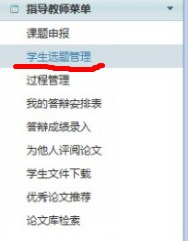 指导教师菜单
课题申报
学生选题管理
过程管理
我的答辩安排表
答辩成绩录入
为他人评阅论文
学生文件下载
优秀论文推荐
论文库检索